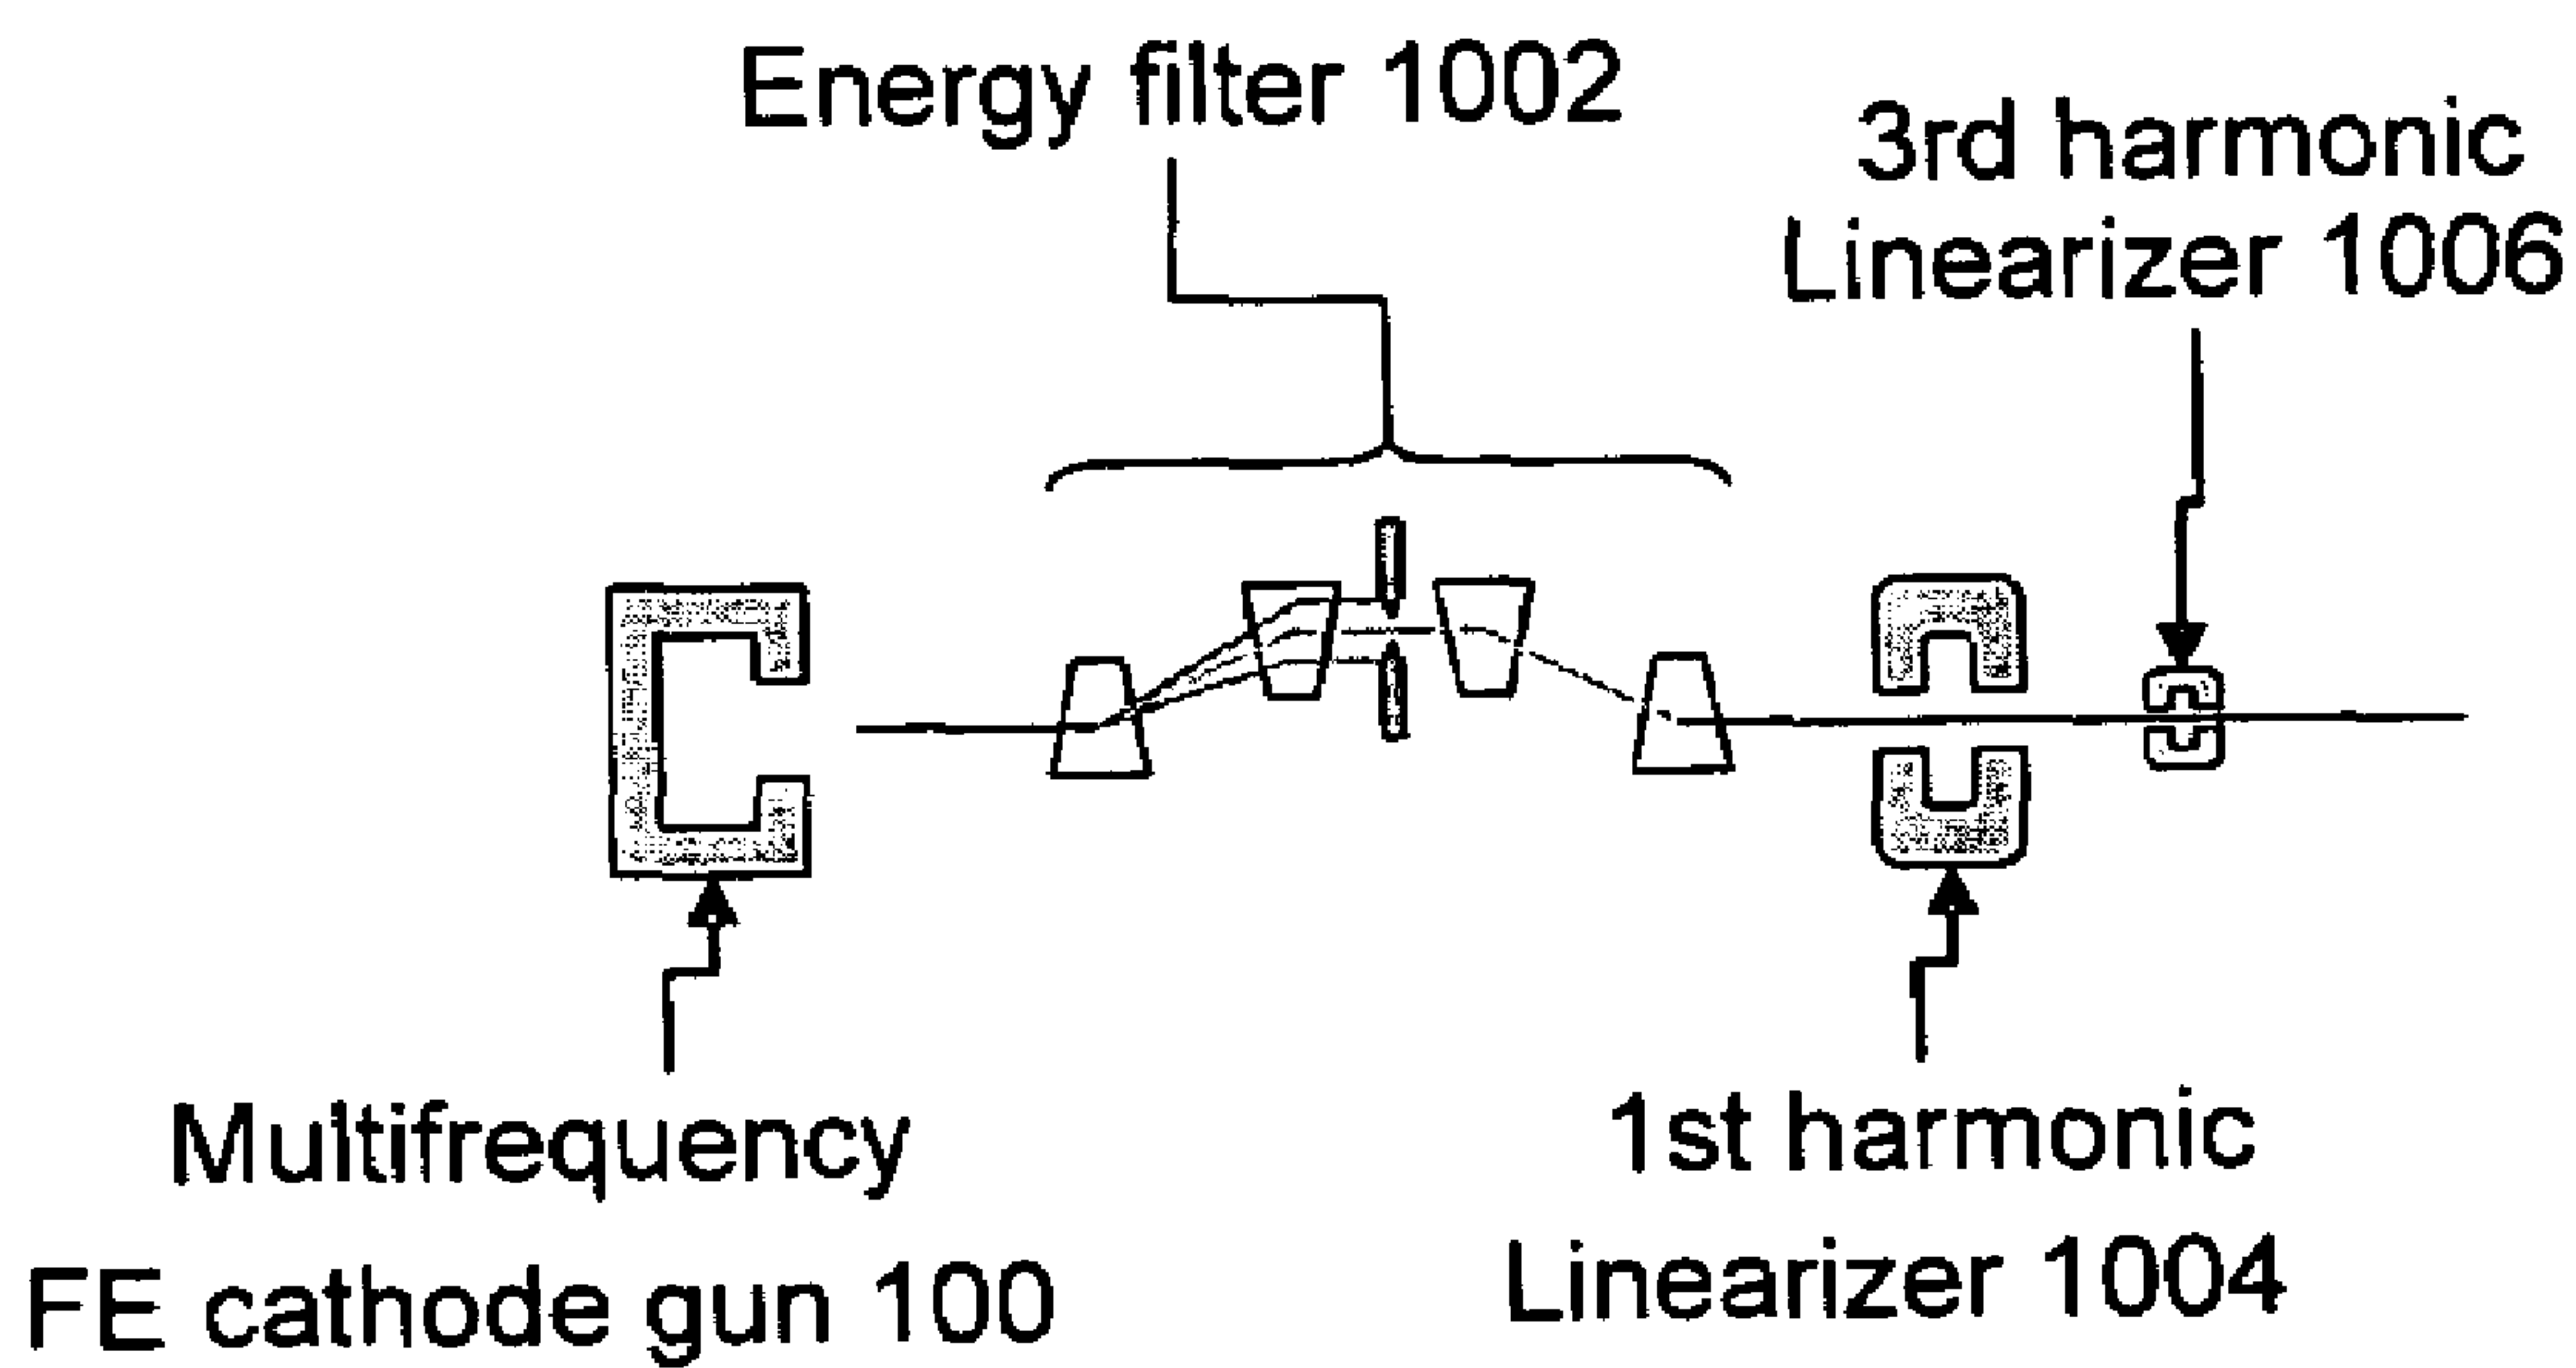 Energy filter 1002
3rd harmonic
Linearizer 1006
Multifrequency
FE cathode gun 100
1st harmonic
Linearizer 1004